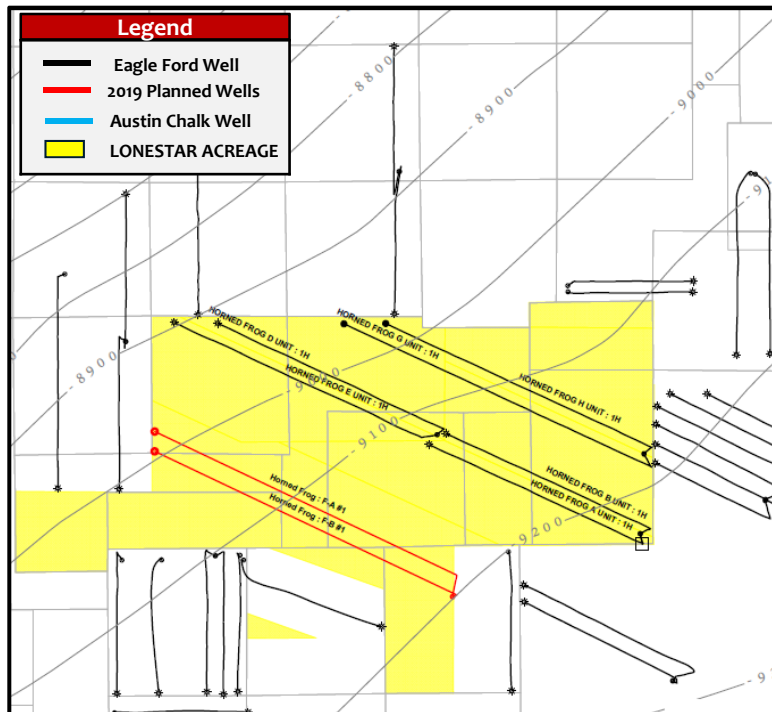 Legend
Eagle Ford Well
2019 Planned Wells
Austin Chalk Well
LONESTAR ACREAGE
-8800
-8900
-9000
HORNED FROG D UNIT : 1H
HORNED FROG G UNIT : 1H
-8900
HORNED FROG E UNIT : 1H
HORNED FROG H UNIT : 1H
-9100
HORNED FROG B UNIT : 1H
HORNED FROG A UNIT : 1H
Horned Frog : F-A #1
Horned Frog : F-B #1
-9200